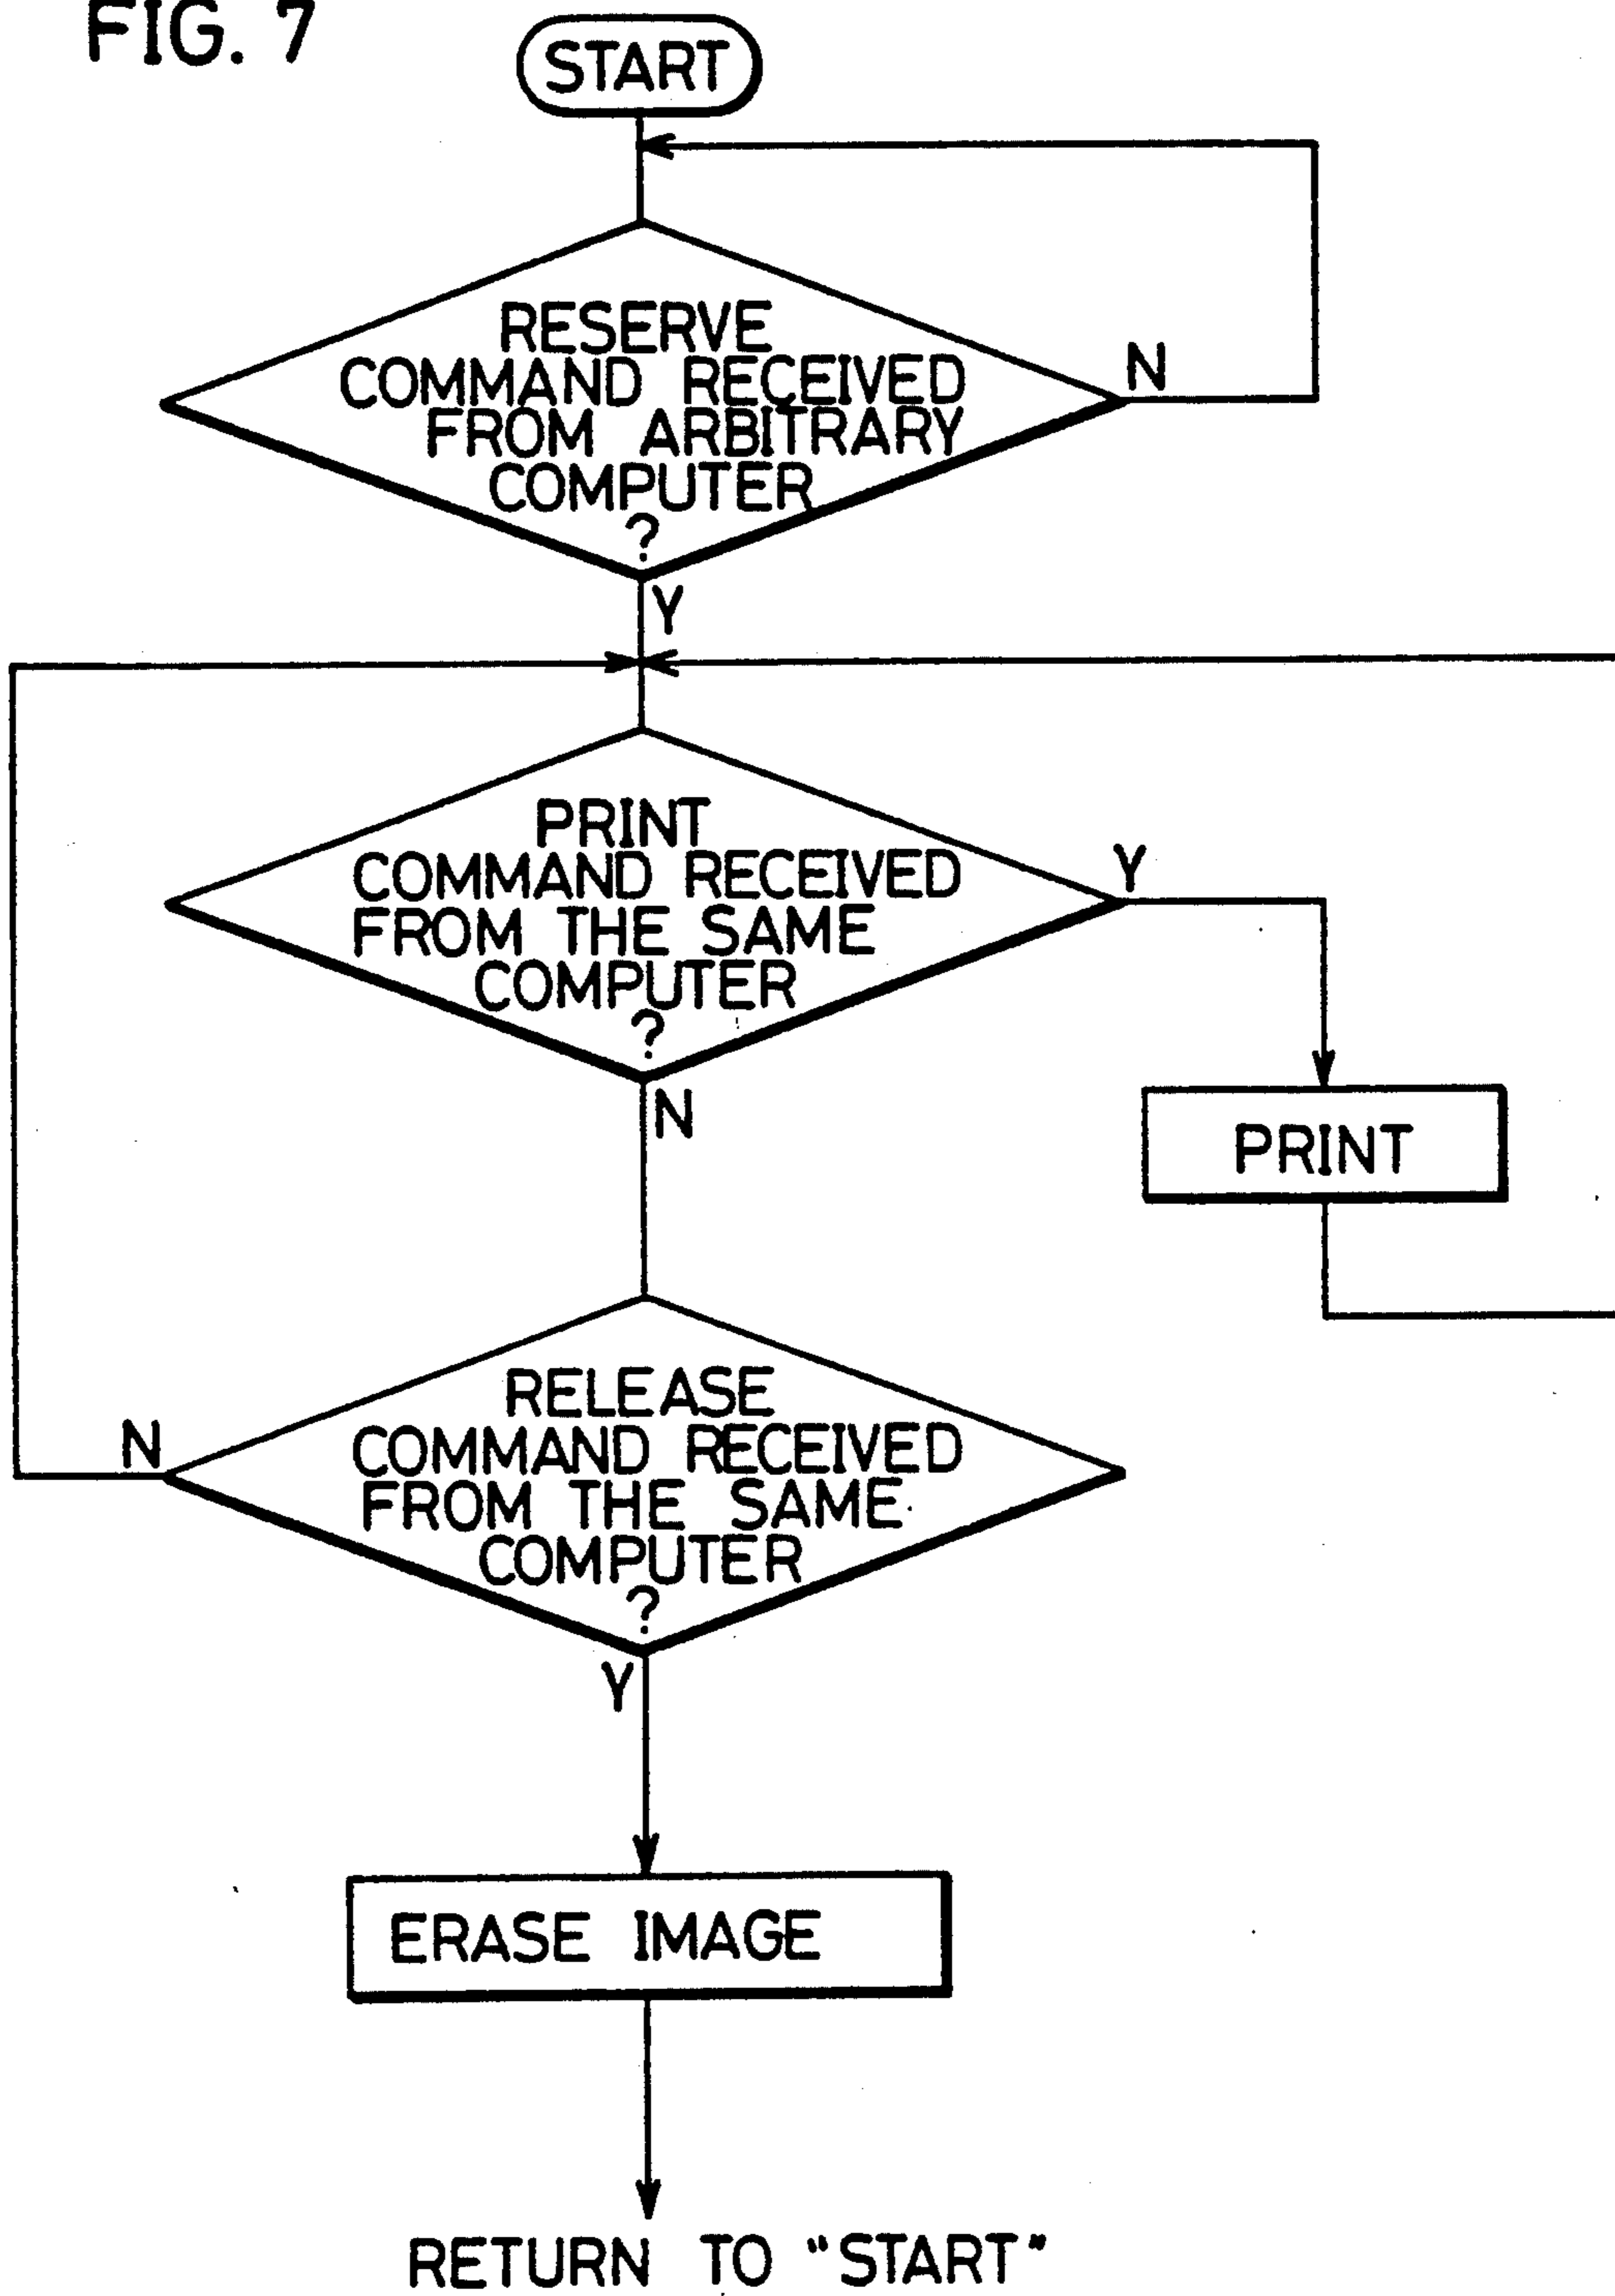 FIG. 7
START
RESERVE
COMMAND RECEIVED
FROM ARBITRARY
COMPUTER
?
N
Y
PRINT
COMMAND RECEIVED
FROM THE SAME
COMPUTER
?
Y
N
PRINT
RELEASE
COMMAND RECEIVED
FROM THE SAME
COMPUTER
?
N
Y
ERASE IMAGE
RETURN TO "START"